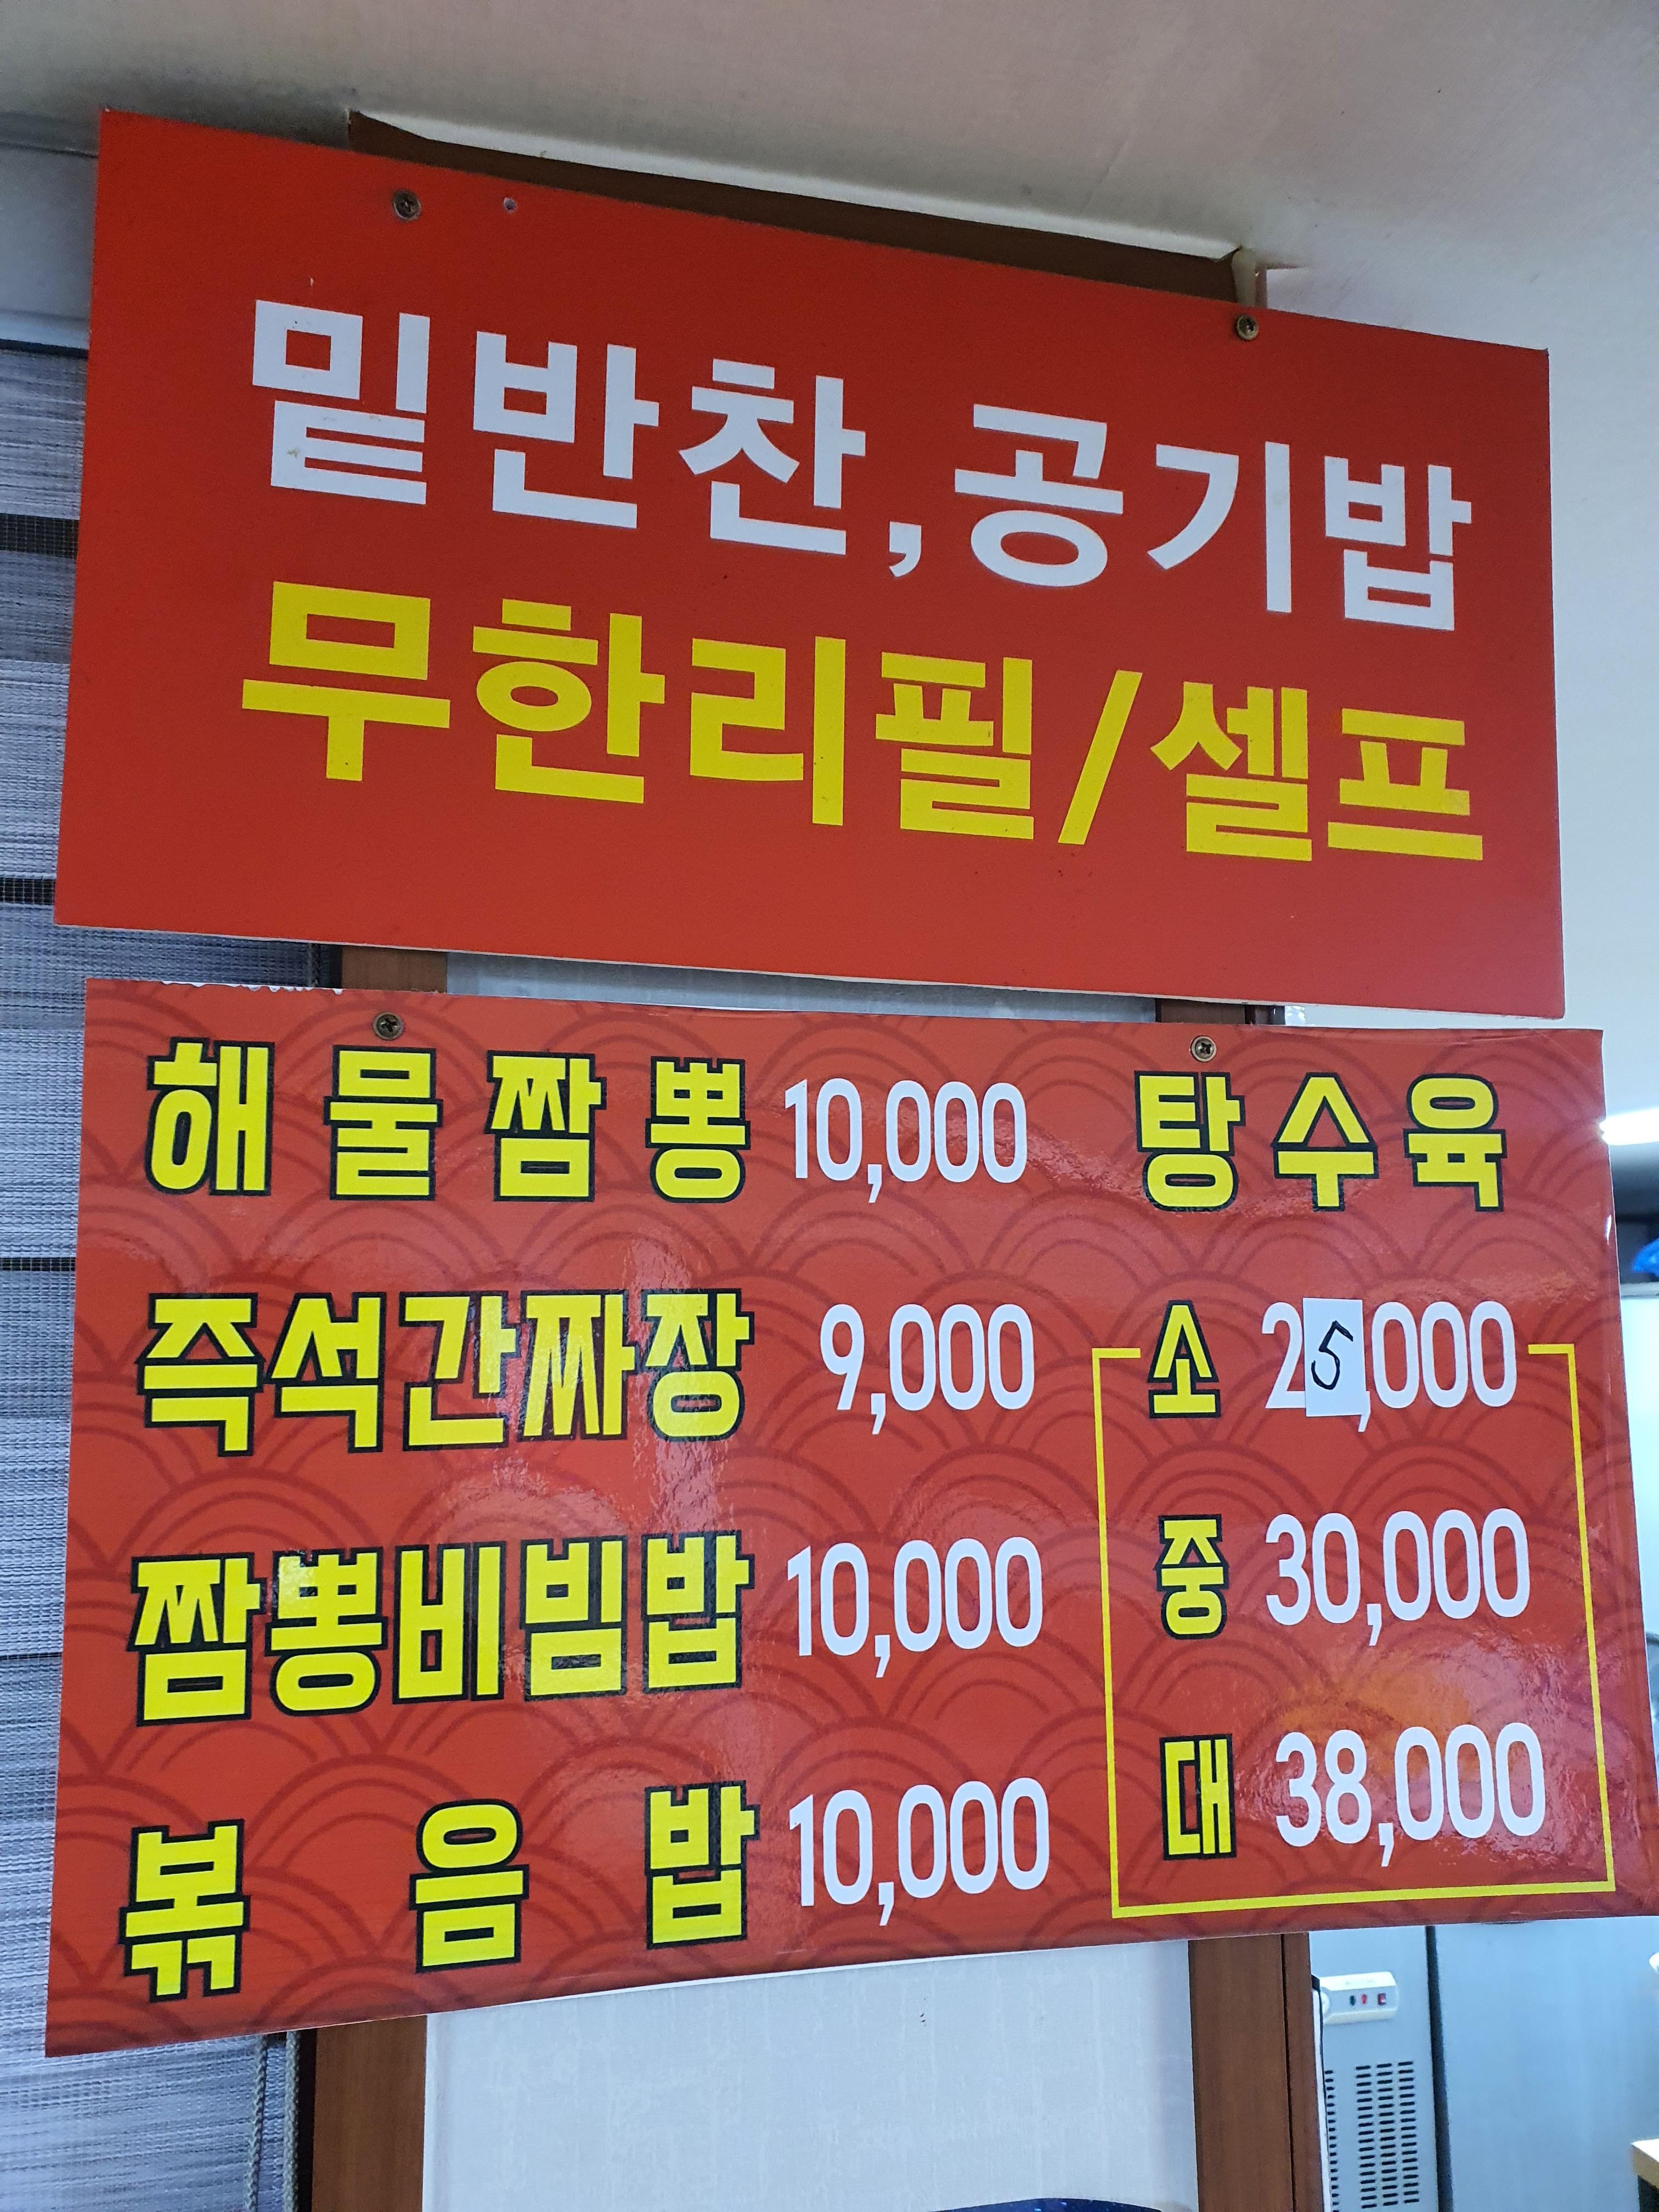 밑반찬, 공기밥
무한리필/셀프
해물짬뽕 10,000
즉석간짜장 9,000
짬뽕비빔밥 10,000
볶음밥 10,000
탕수육
소 25,000
중 30,000
대 38,000